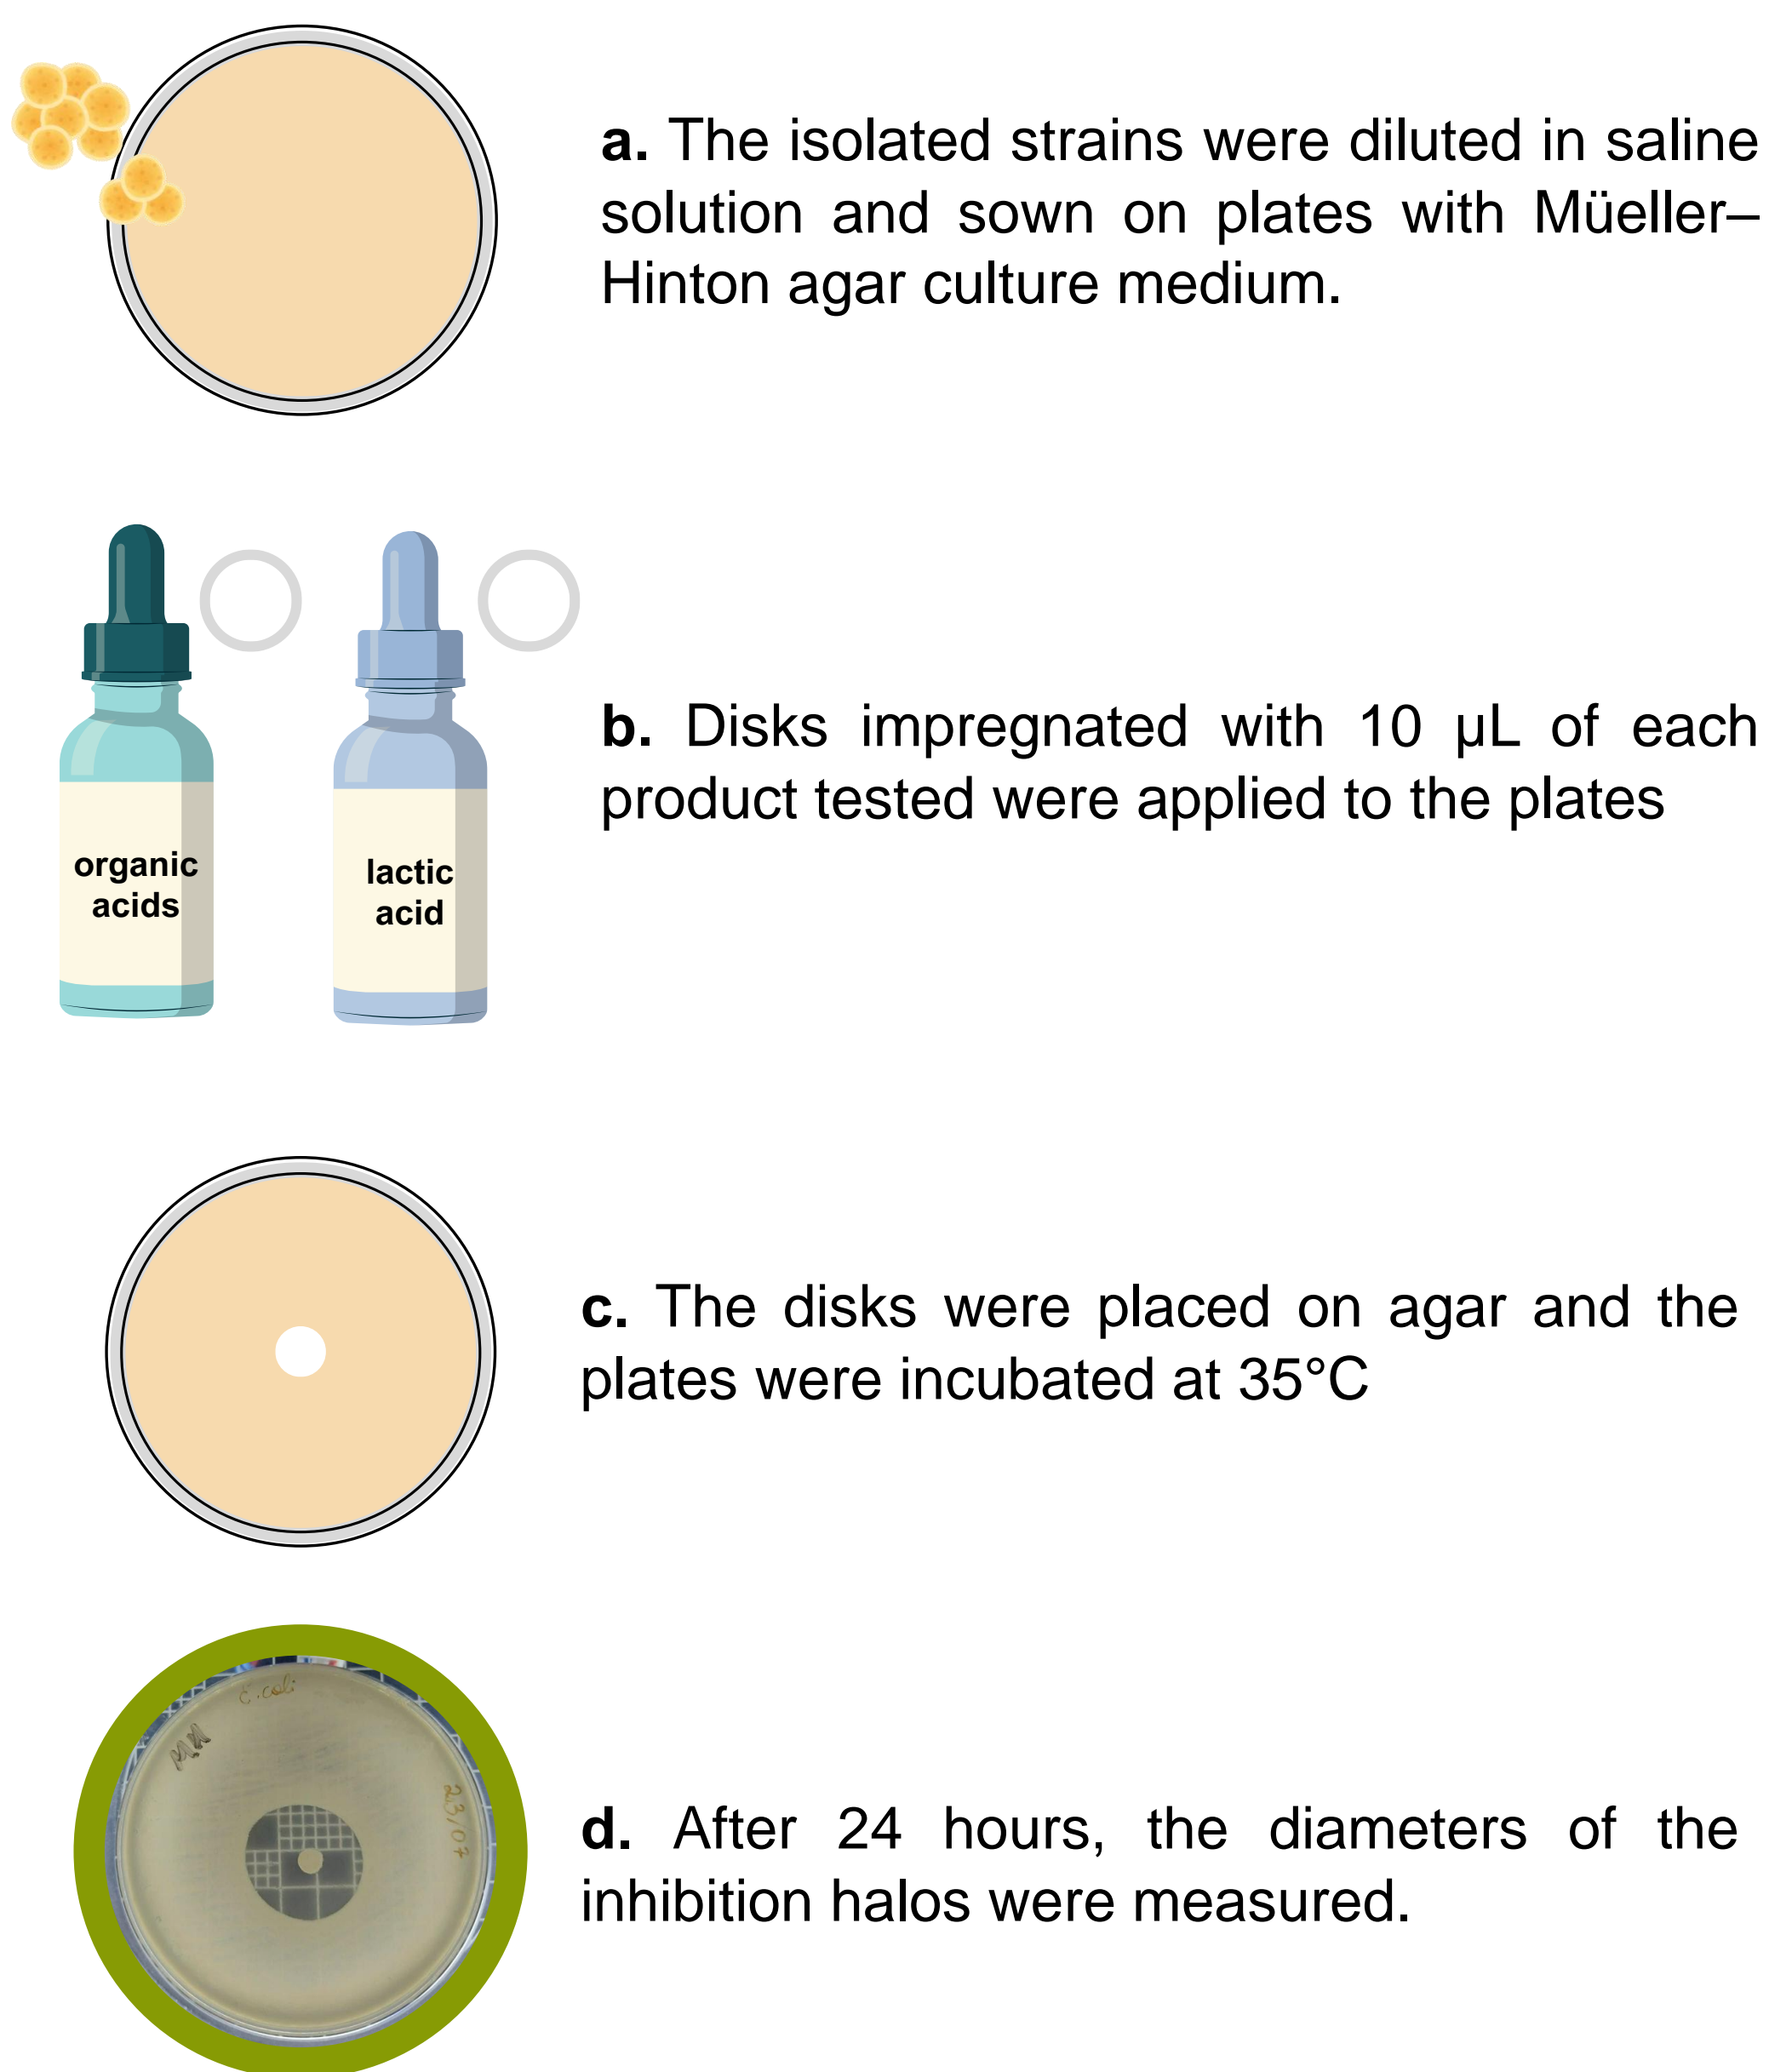 a. The isolated strains were diluted in saline
solution and sown on plates with Müeller–
Hinton agar culture medium.
organic
acids
lactic
acid
b. Disks impregnated with 10 µL of each
product tested were applied to the plates
c. The disks were placed on agar and the
plates were incubated at 35°C
E.coli
23/07
d. After 24 hours, the diameters of the
inhibition halos were measured.